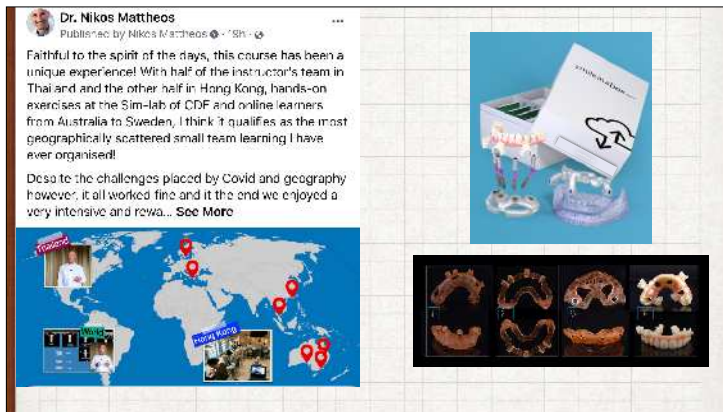 Dr. Nikos Mattheos
Published by Nikos Mattheos · 19h ·
Faithful to the spirit of the days, this course has been a
unique experience! With half of the instructor's team in
Thailand and the other half in Hong Kong, hands-on
exercises at the Sim-lab of CDE and online learners
from Australia to Sweden, I think it qualifies as the most
geographically scattered small team learning I have
ever organised!
Despite the challenges placed by Covid and geography
however, it all worked fine and it the end we enjoyed a
very intensive and rewa... See More
Thailand
World
Hong Kong